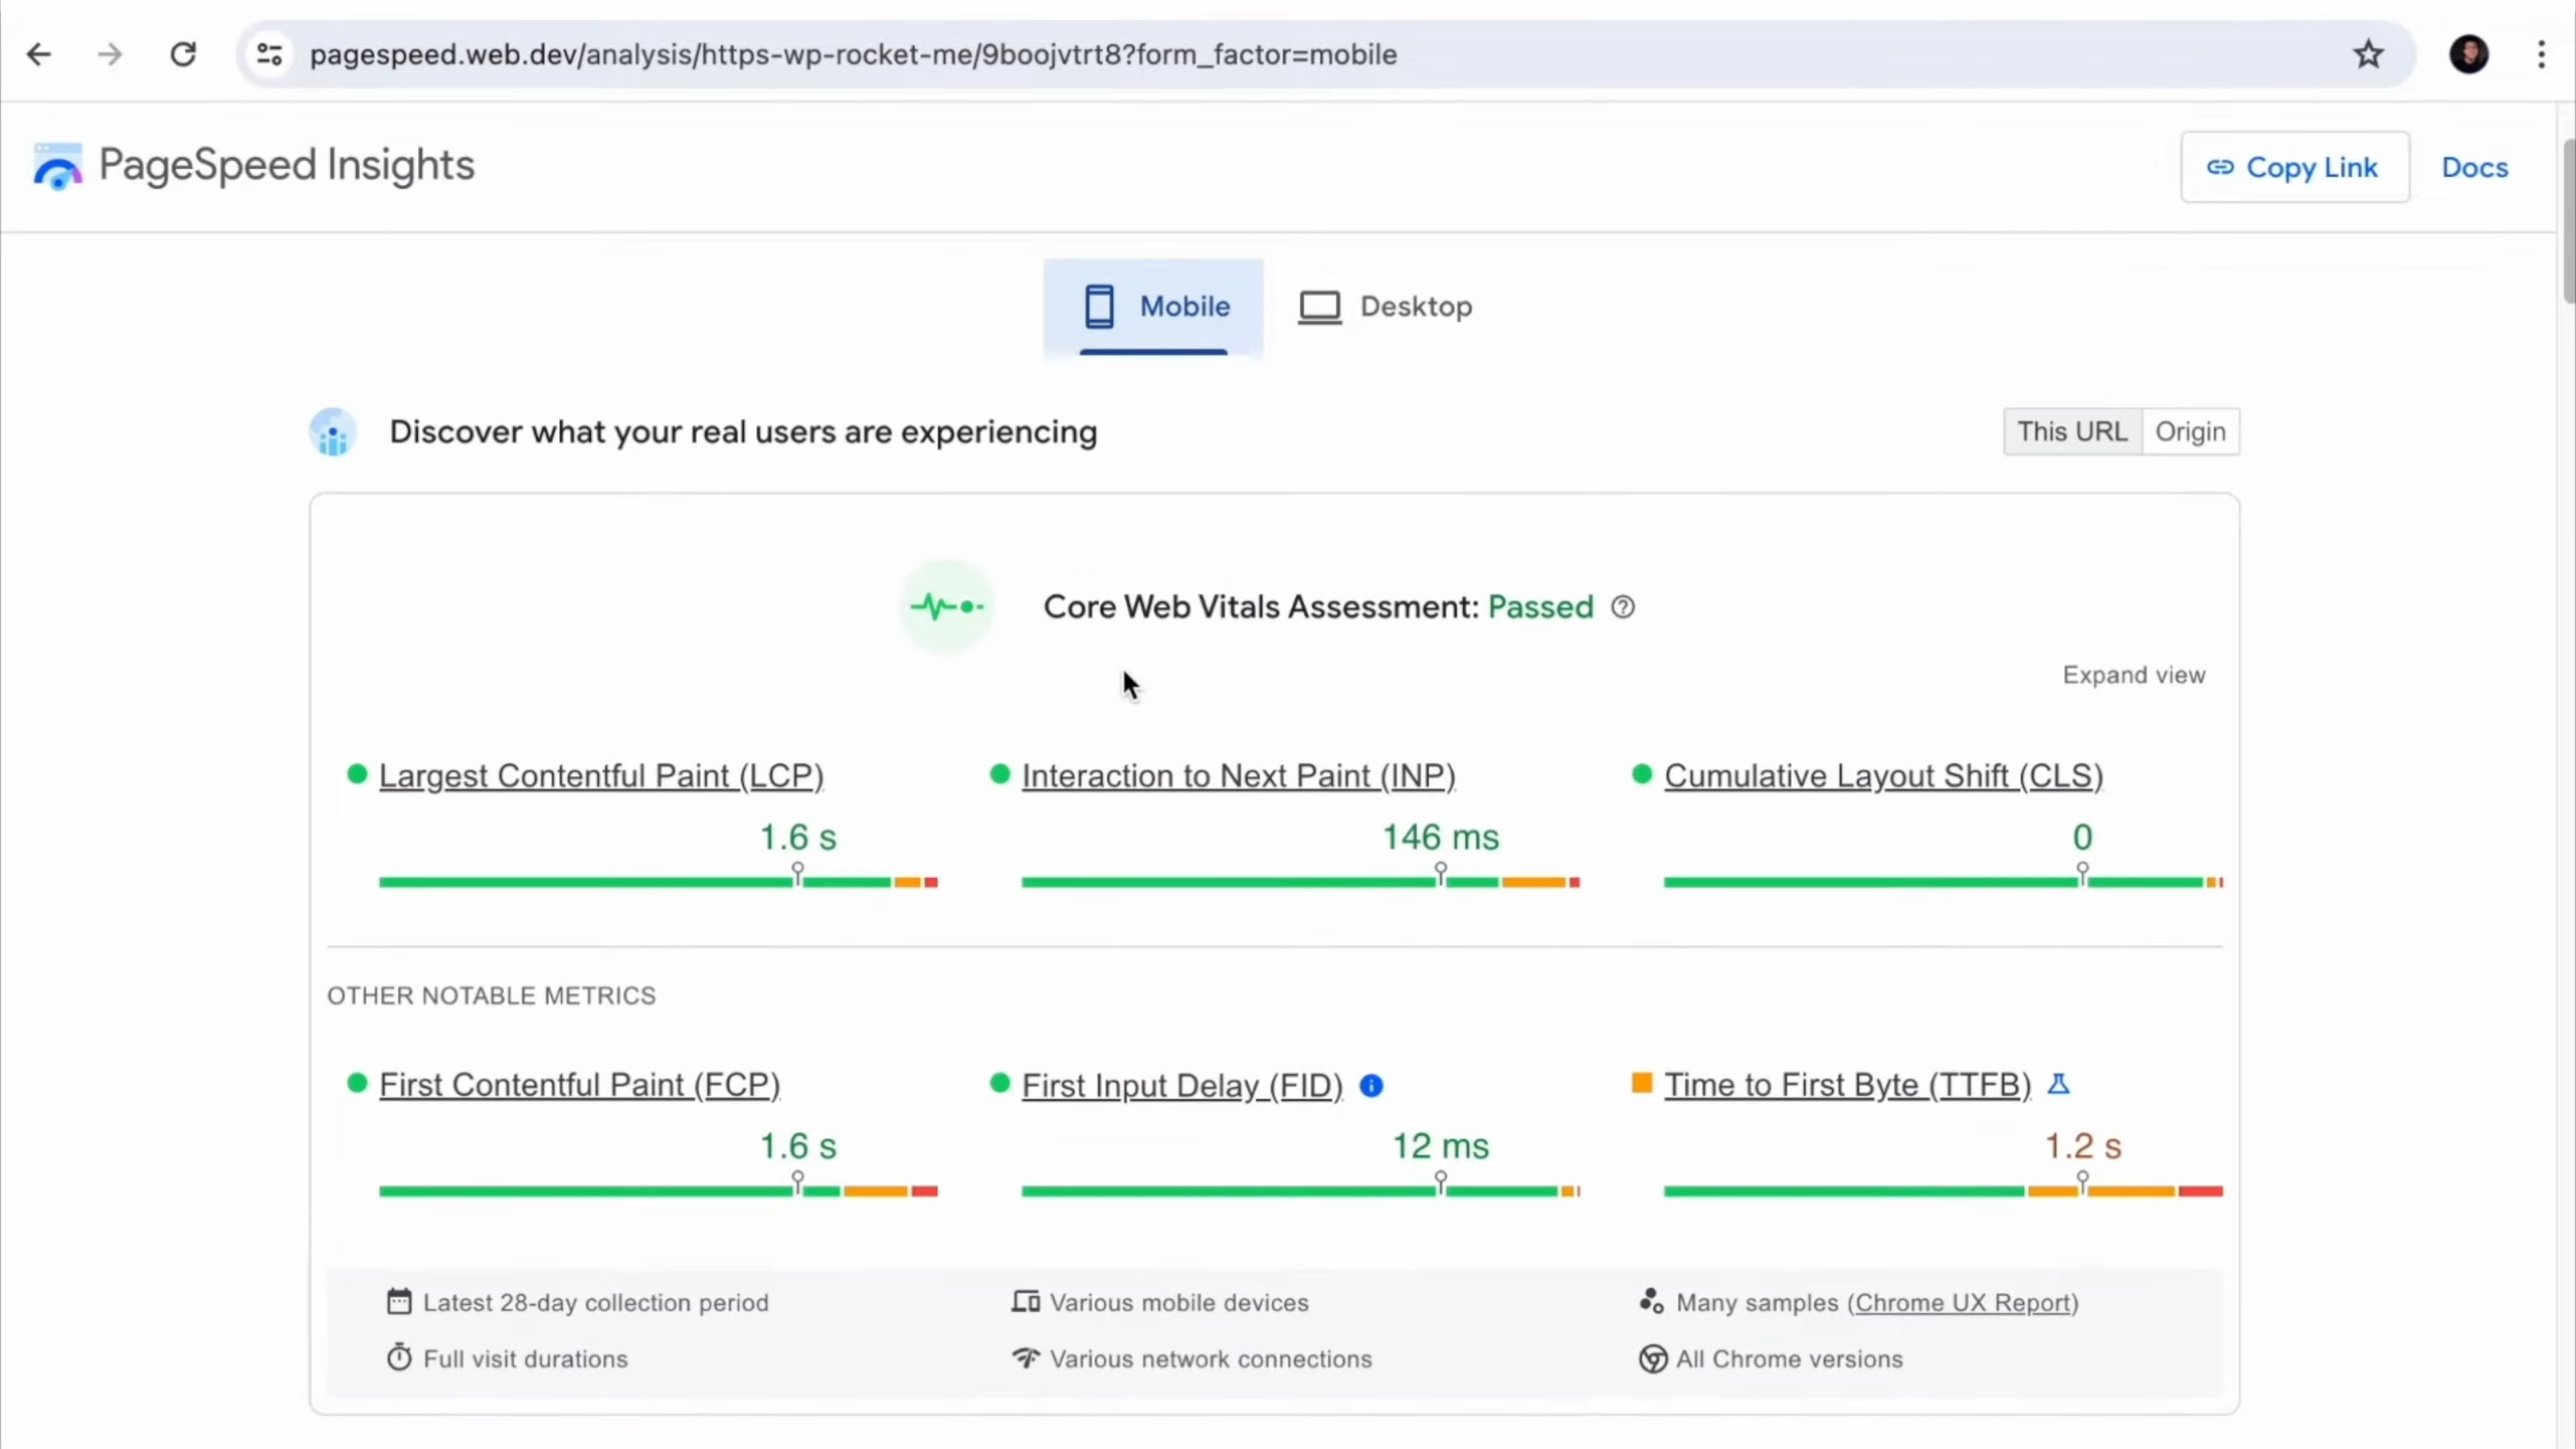 pagespeed.web.dev/analysis/https-wp-rocket-me/9boojvtrt8?form_factor=mobile
PageSpeed Insights
Copy Link
Docs
Mobile
Desktop
Discover what your real users are experiencing
This URL
Origin
Core Web Vitals Assessment: Passed
Expand view
Largest Contentful Paint (LCP)
1.6 s
Interaction to Next Paint (INP)
146 ms
Cumulative Layout Shift (CLS)
0
OTHER NOTABLE METRICS
First Contentful Paint (FCP)
1.6 s
First Input Delay (FID)
12 ms
Time to First Byte (TTFB)
1.2 s
Latest 28-day collection period
Various mobile devices
Many samples (Chrome UX Report)
Full visit durations
Various network connections
All Chrome versions